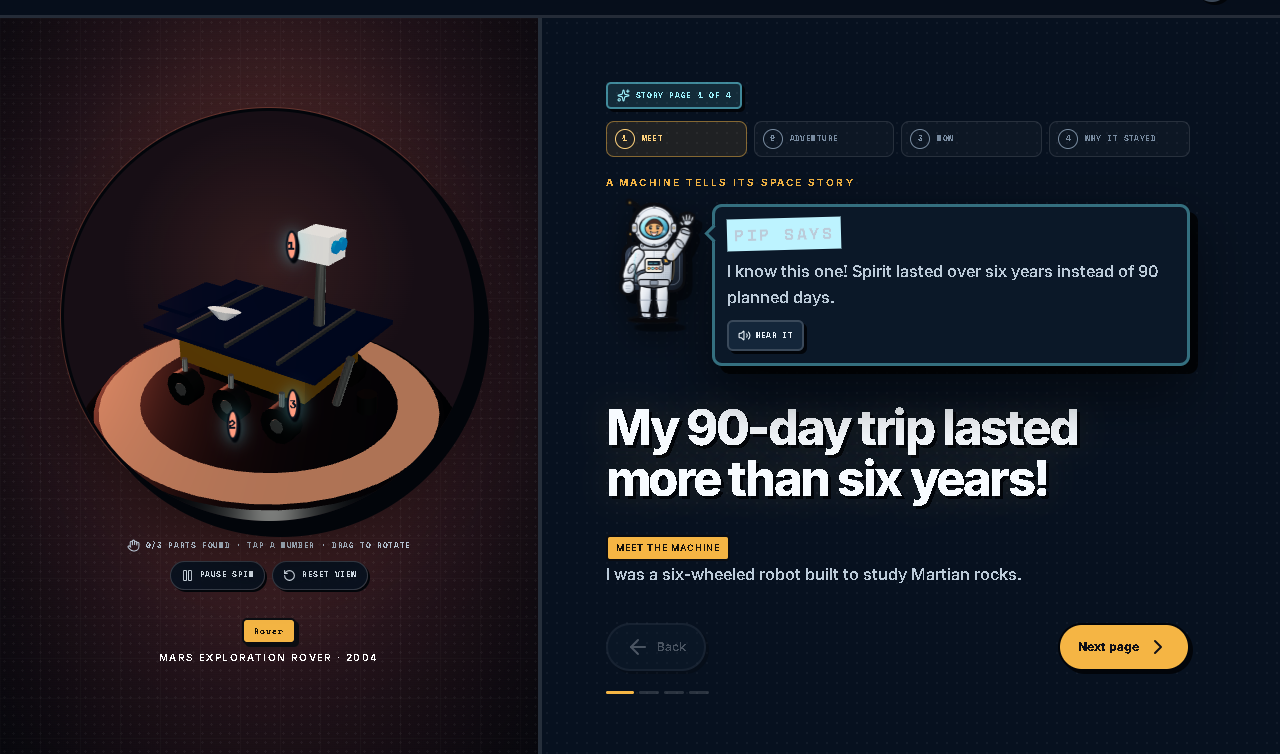 STORY PAGE 1 OF 4
1 MEET
2 ADVENTURE
3 NOW
4 WHY IT STAYED
A MACHINE TELLS ITS SPACE STORY
PIP SAYS
I know this one! Spirit lasted over six years instead of 90
planned days.
HEAR IT
My 90-day trip lasted
more than six years!
MEET THE MACHINE
I was a six-wheeled robot built to study Martian rocks.
Back
Next page
1
2
3
0/3 PARTS FOUND · TAP A NUMBER · DRAG TO ROTATE
PAUSE SPIN
RESET VIEW
Rover
MARS EXPLORATION ROVER · 2004